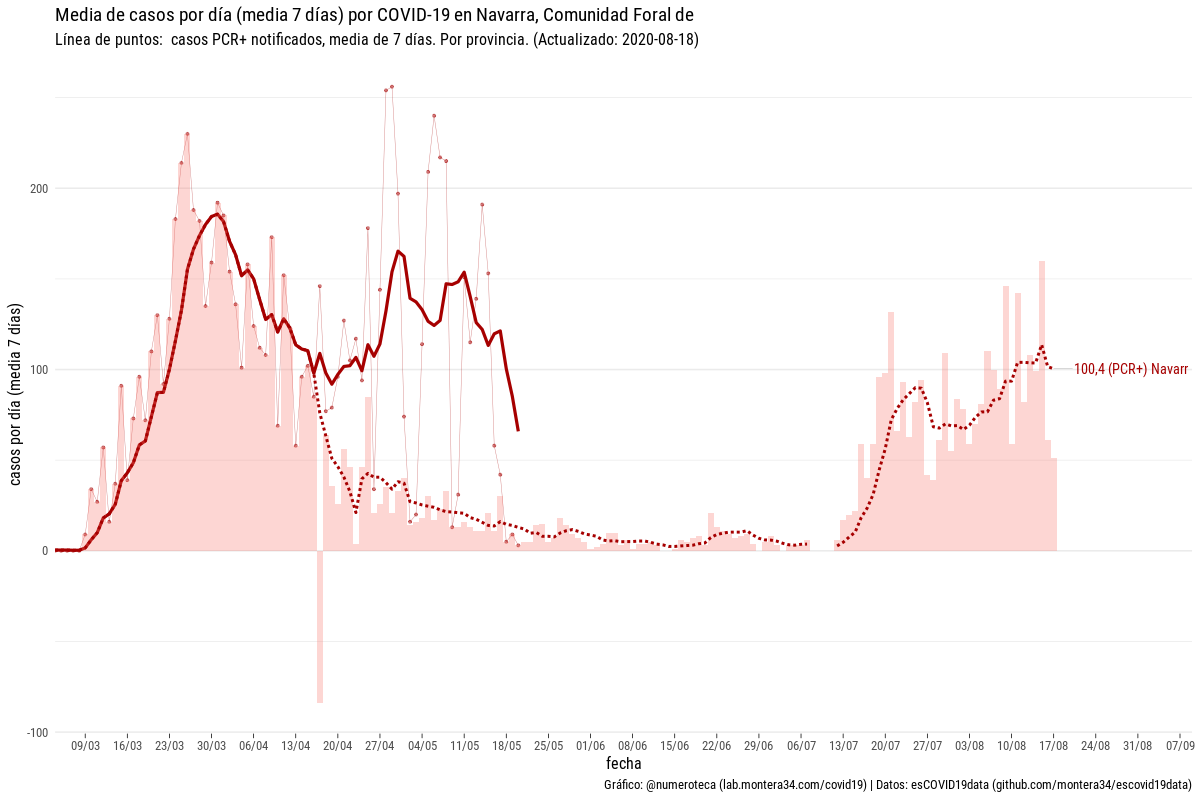 Media de casos por día (media 7 días) por COVID-19 en Navarra, Comunidad Foral de
Línea de puntos:  casos PCR+ notificados, media de 7 días. Por provincia. (Actualizado: 2020-08-18)
casos por día (media 7 días)
200
100
0
-100
100,4 (PCR+) Navarr
09/03 16/03 23/03 30/03 06/04 13/04 20/04 27/04 04/05 11/05 18/05 25/05 01/06 08/06 15/06 22/06 29/06 06/07 13/07 20/07 27/07 03/08 10/08 17/08 24/08 31/08 07/09
fecha
Gráfico: @numeroteca (lab.montera34.com/covid19) | Datos: esCOVID19data (github.com/montera34/escovid19data)